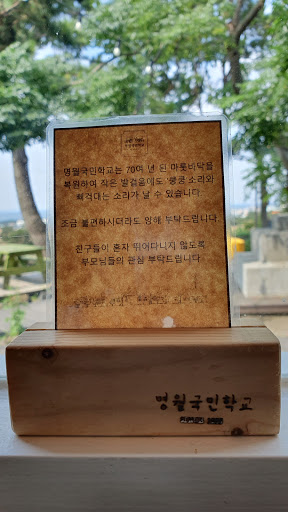 명월국민학교는 70여 년 된 마룻바닥을
복원하여 작은 발걸음에도 '쿵쿵' 소리와
삐걱대는 소리가 날 수 있습니다.
조금 불편하시더라도 양해 부탁드립니다.
친구들이 혼자 뛰어다니지 않도록
부모님들의 관심 부탁드립니다
명월국민학교